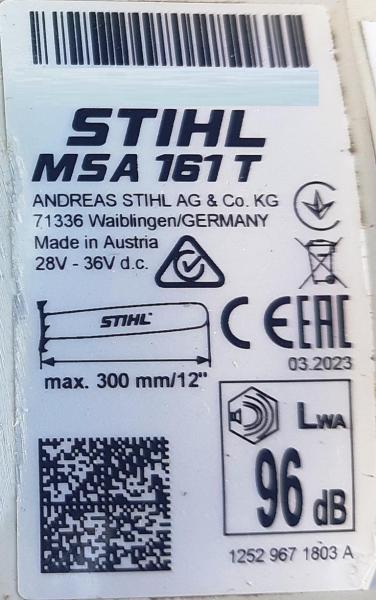 STIHL
MSA 161 T
ANDREAS STIHL AG & Co. KG
71336 Waiblingen/GERMANY
Made in Austria
28V - 36V d.c.
STIHL
CE EAC
03.2023
max. 300 mm/12"
LWA
96 dB
1252 967 1803 A